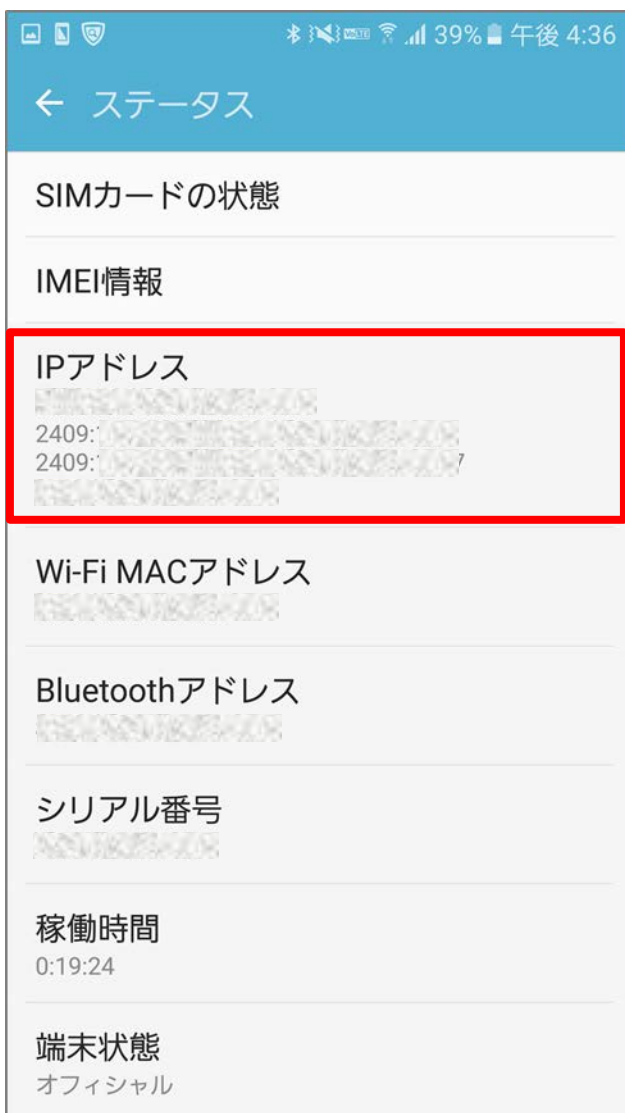 39% 午後 4:36
ステータス
SIMカードの状態
IMEI情報
IPアドレス
2409:
2409:
Wi-Fi MACアドレス
Bluetoothアドレス
シリアル番号
稼働時間
0:19:24
端末状態
オフィシャル